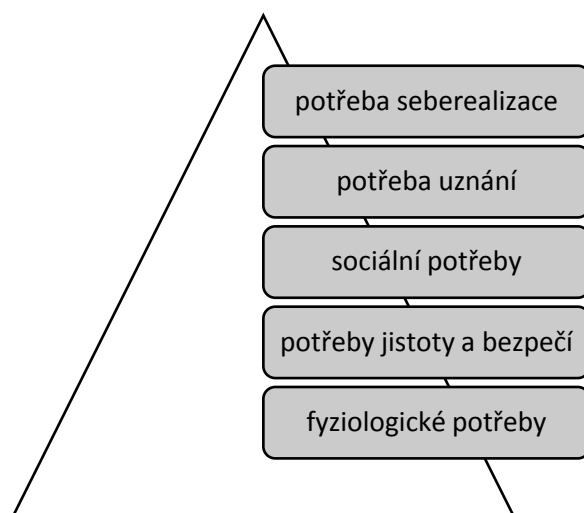 potřeba seberealizace
potřeba uznání
sociální potřeby
potřeby jistoty a bezpečí
fyziologické potřeby